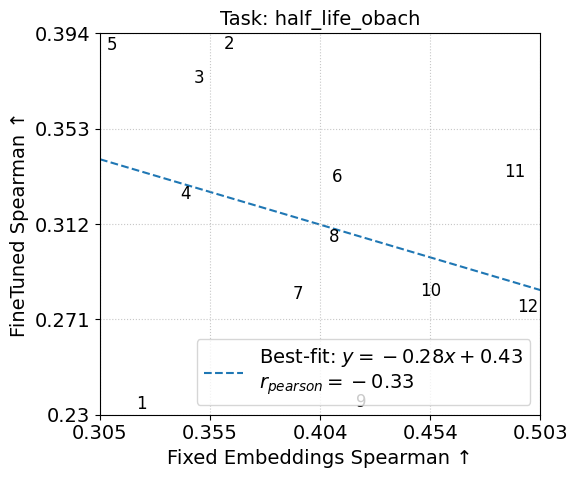 Task: half_life_obach
0.394
0.353
0.312
0.271
0.23
FineTuned Spearman ↑
5
2
3
4
6
11
8
7
10
12
1
9
Best-fit: y = −0.28x + 0.43
r_pearson = −0.33
0.305 0.355 0.404 0.454 0.503
Fixed Embeddings Spearman ↑